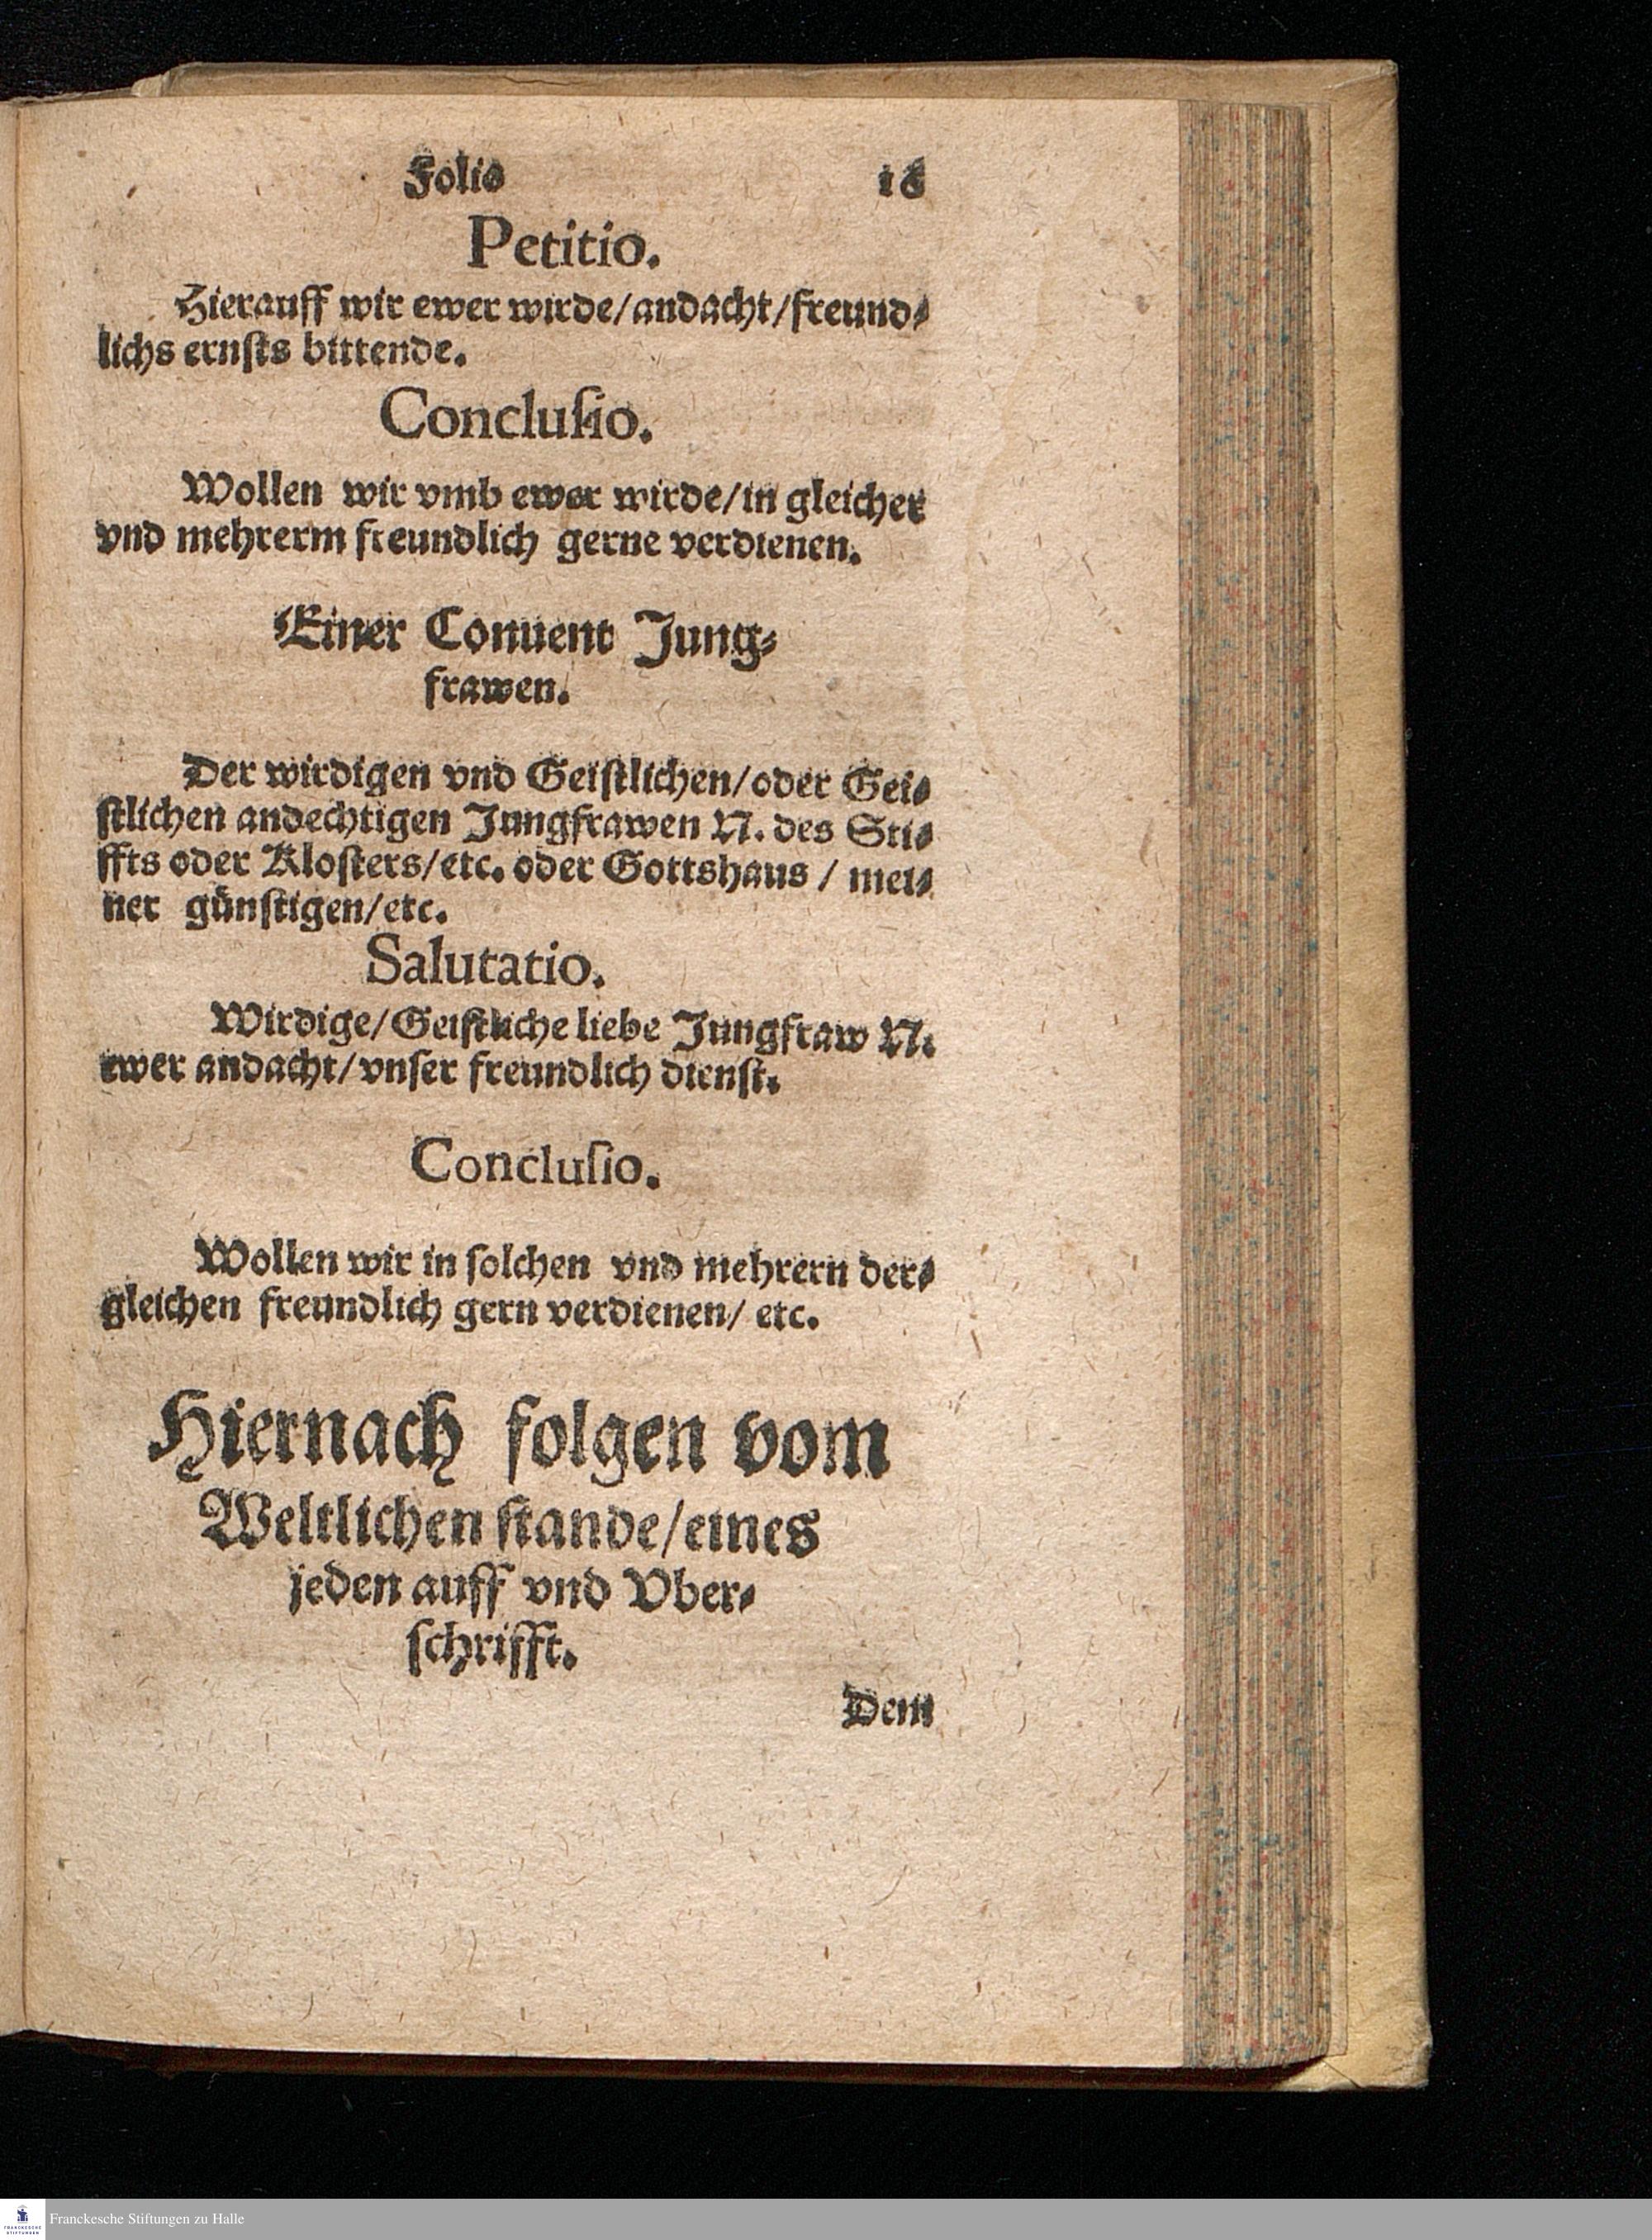 Folio 16
Petitio.
Hierauff wir ewer wirde/andacht/freund⸗
lichs ernſts bittende.
Concluſio.
Wollen wir vmb ewer wirde/in gleicher
vnd mehrerm freundlich gerne verdienen.
Einer Conuent Jung⸗
frawen.
Der wirdigen vnd Geiſtlichen/oder Gei⸗
ſtlichen andechtigen Jungfrawen N. des Sti⸗
ffts oder Kloſters/etc. oder Gottshaus / mei⸗
ner günſtigen/etc.
Salutatio.
Wirdige/Geiſtliche liebe Jungfraw N.
ewer andacht/vnſer freundlich dienſt.
Concluſio.
Wollen wir in ſolchen vnd mehrern der⸗
gleichen freundlich gern verdienen/ etc.
Hiernach folgen vom
Weltlichen ſtande/eines
jeden auff vnd Vber⸗
ſchrifft.
Dem
FRANCKESCHE
STIFTUNGEN
Franckesche Stiftungen zu Halle